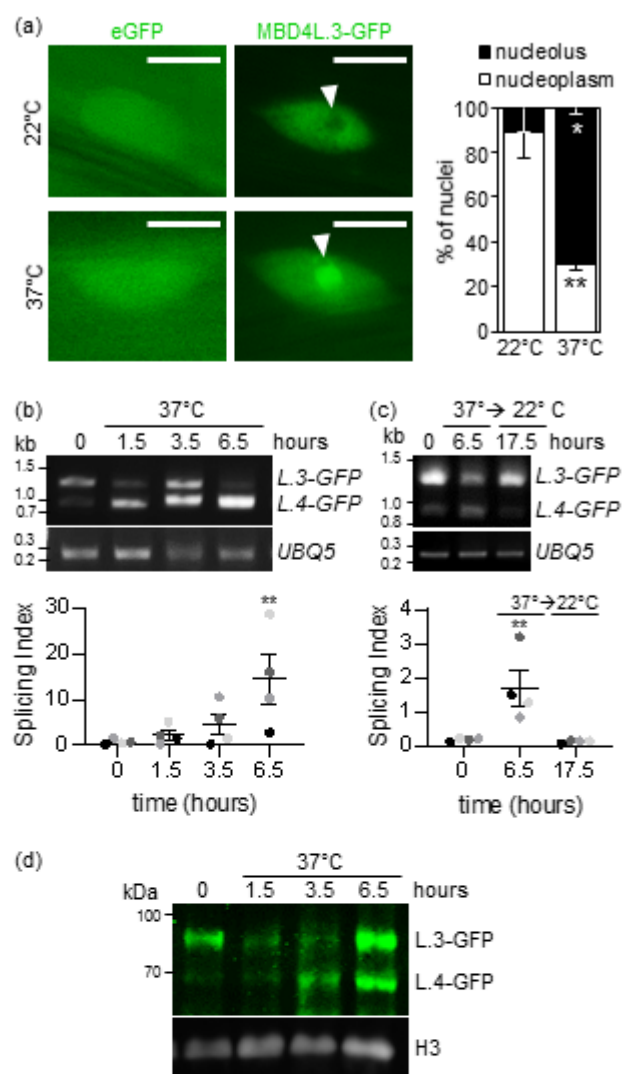 (a) eGFP MBD4L.3-GFP
22°C
37°C
nucleolus
nucleoplasm
% of nuclei
100
80
60
40
20
0
*
**
22°C 37°C
(b) 37°C
kb 0 1.5 3.5 6.5 hours
1.5
1.0
0.7
L.3-GFP
L.4-GFP
0.3
0.2
UBQ5
Splicing Index
30
20
10
0
**
0 1.5 3.5 6.5
time (hours)
(c) 37° → 22° C
kb 0 6.5 17.5 hours
1.5
1.0
0.8
L.3-GFP
L.4-GFP
0.3
0.2
UBQ5
Splicing Index
4
3
2
1
0
37°→22°C
**
0 6.5 17.5
time (hours)
(d) 37°C
kDa 0 1.5 3.5 6.5 hours
100
70
L.3-GFP
L.4-GFP
H3